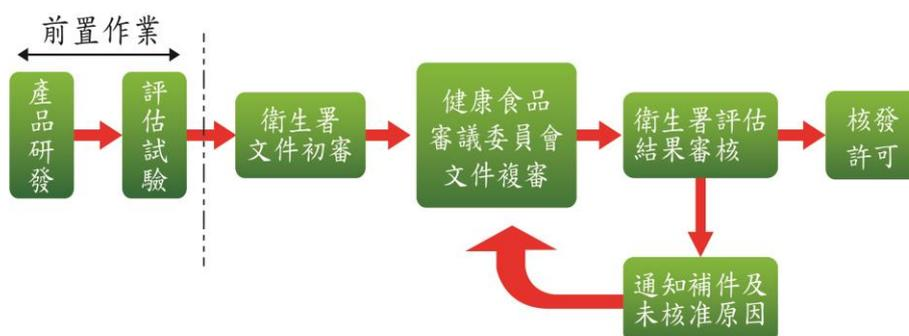 前置作業
產品研發
評估試驗
衛生署
文件初審
健康食品
審議委員會
文件複審
衛生署評估
結果審核
核發
許可
通知補件及
未核准原因